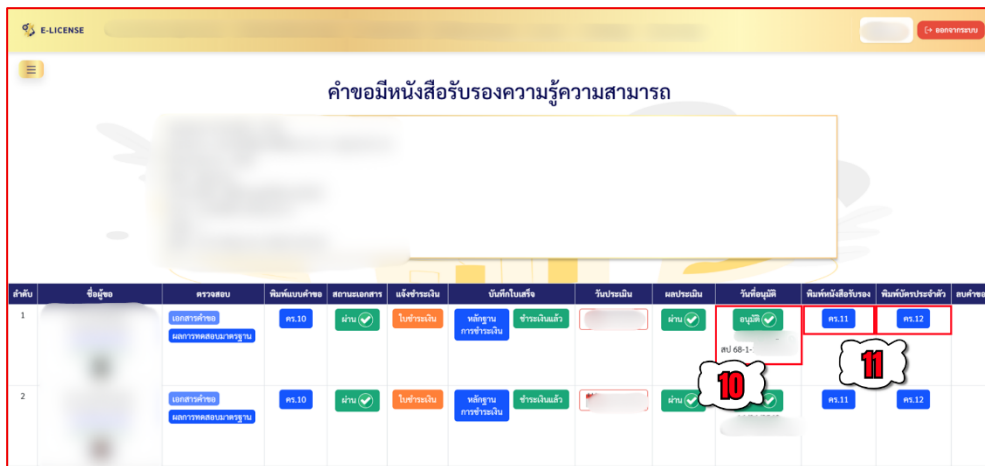 E-LICENSE
ออกจากระบบ
คำขอมีหนังสือรับรองความรู้ความสามารถ
ลำดับ ชื่อผู้ขอ ตรวจสอบ พิมพ์แบบคำขอ สถานะเอกสาร แจ้งชำระเงิน บันทึกใบเสร็จ วันประเมิน ผลประเมิน วันที่อนุมัติ พิมพ์หนังสือรับรอง พิมพ์บัตรประจำตัว ลบคำขอ
1 เอกสารคำขอ คร.10 ผ่าน ใบชำระเงิน หลักฐาน ชำระเงินแล้ว ผ่าน อนุมัติ คร.11 คร.12
ผลการทดสอบมาตรฐาน การชำระเงิน
สป 68-1-
10 11
2 เอกสารคำขอ คร.10 ผ่าน ใบชำระเงิน หลักฐาน ชำระเงินแล้ว ผ่าน คร.11 คร.12
ผลการทดสอบมาตรฐาน การชำระเงิน